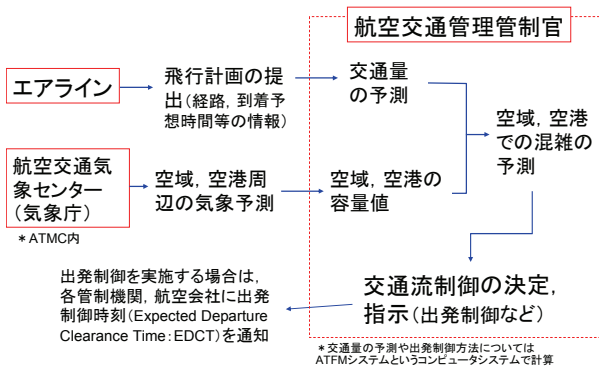 航空交通管理管制官
エアライン
飛行計画の提
出(経路, 到着予
想時間等の情報)
交通量
の予測
空域, 空港
での混雑の
予測
航空交通気
象センター
(気象庁)
*ATMC内
空域, 空港周
辺の気象予測
空域, 空港の
容量値
交通流制御の決定,
指示(出発制御など)
出発制御を実施する場合は,
各管制機関, 航空会社に出発
制御時刻(Expected Departure
Clearance Time:EDCT)を通知
*交通量の予測や出発制御方法については
ATFMシステムというコンピュータシステムで計算